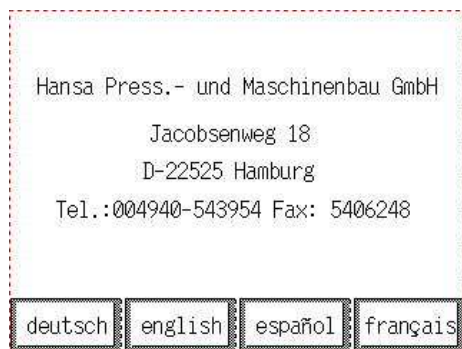 Hansa Press.- und Maschinenbau GmbH
Jacobsenweg 18
D-22525 Hamburg
Tel.:004940-543954 Fax: 5406248
deutsch english español français